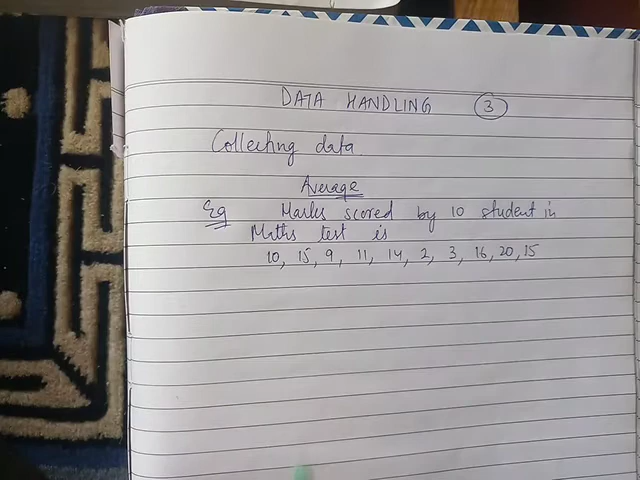 DATA HANDLING 3
Collecting data
Average
Eg Marks scored by 10 student in
Maths test is
10, 15, 9, 11, 14, 2, 3, 16, 20, 15